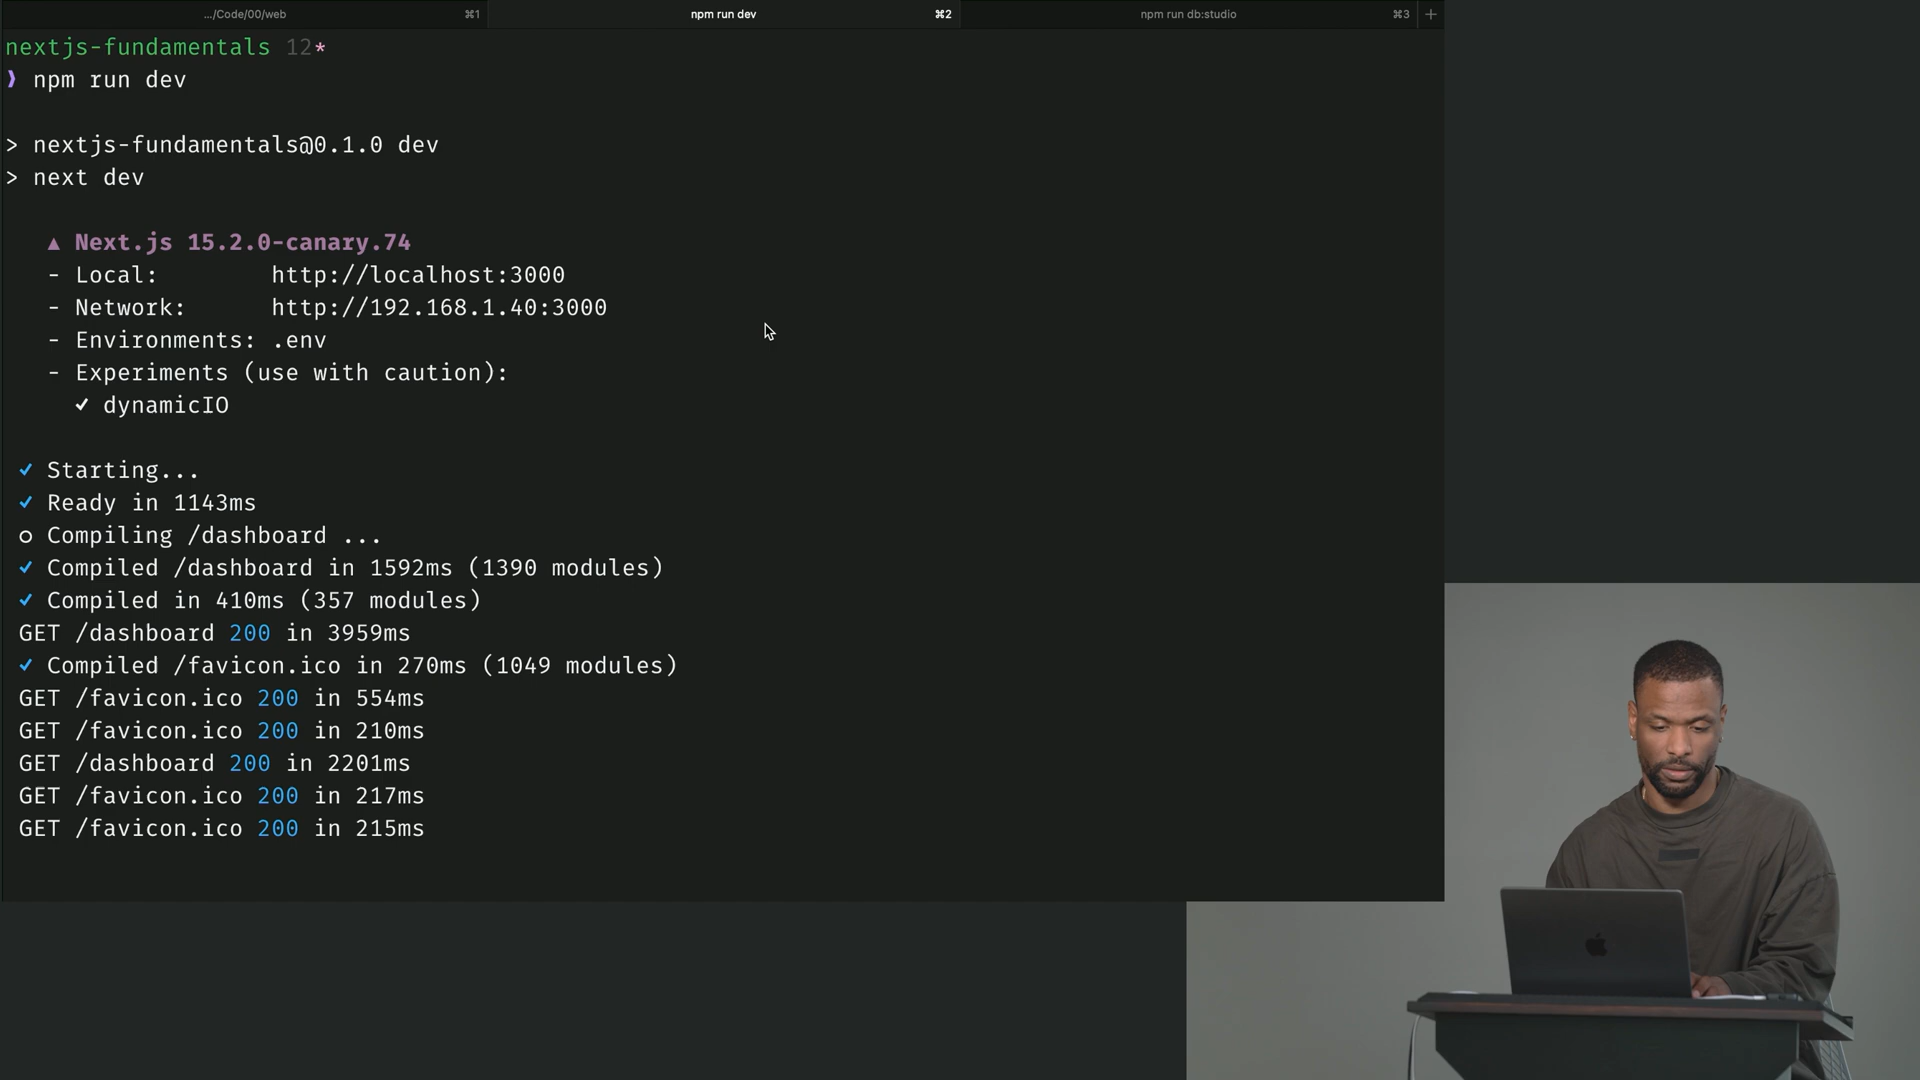 .../Code/00/web ⌘1 npm run dev ⌘2 npm run db:studio ⌘3 +
nextjs-fundamentals 12*
❯ npm run dev
> nextjs-fundamentals@0.1.0 dev
> next dev
▲ Next.js 15.2.0-canary.74
- Local: http://localhost:3000
- Network: http://192.168.1.40:3000
- Environments: .env
- Experiments (use with caution):
✓ dynamicIO
✓ Starting...
✓ Ready in 1143ms
○ Compiling /dashboard ...
✓ Compiled /dashboard in 1592ms (1390 modules)
✓ Compiled in 410ms (357 modules)
GET /dashboard 200 in 3959ms
✓ Compiled /favicon.ico in 270ms (1049 modules)
GET /favicon.ico 200 in 554ms
GET /favicon.ico 200 in 210ms
GET /dashboard 200 in 2201ms
GET /favicon.ico 200 in 217ms
GET /favicon.ico 200 in 215ms